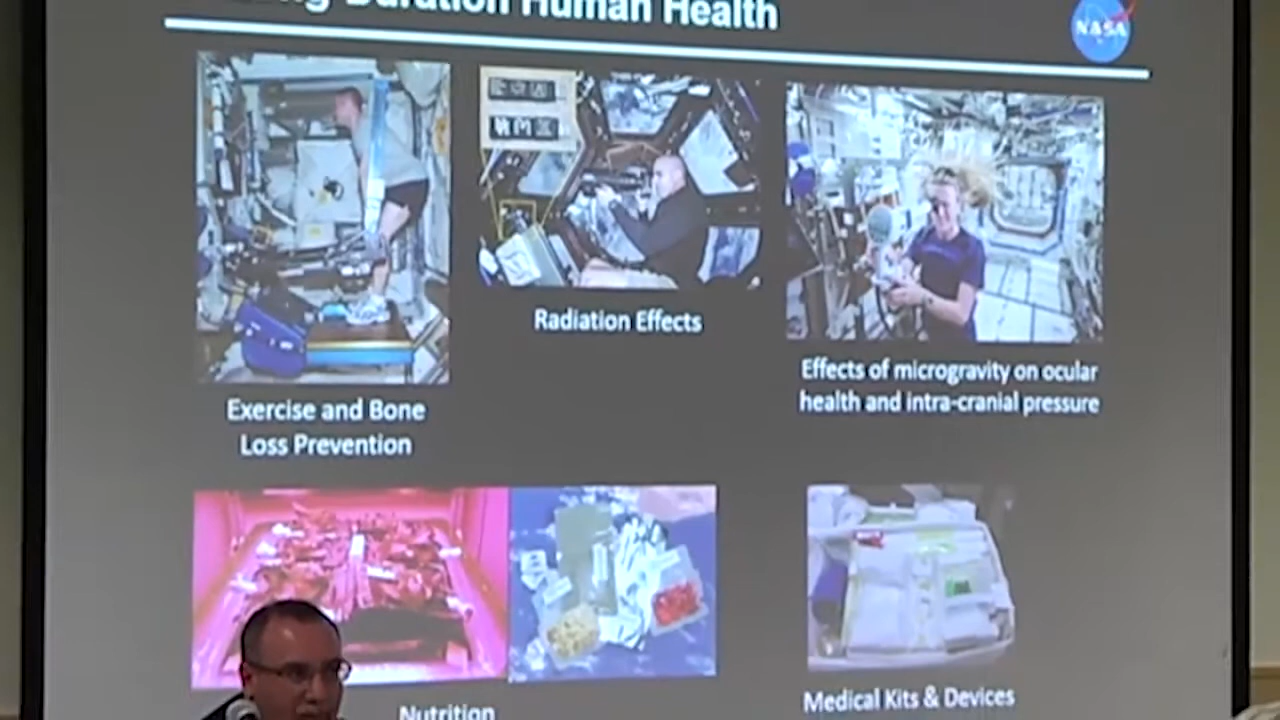 Duration Human Health
NASA
Radiation Effects
Effects of microgravity on ocular
health and intra-cranial pressure
Exercise and Bone
Loss Prevention
Nutrition
Medical Kits & Devices